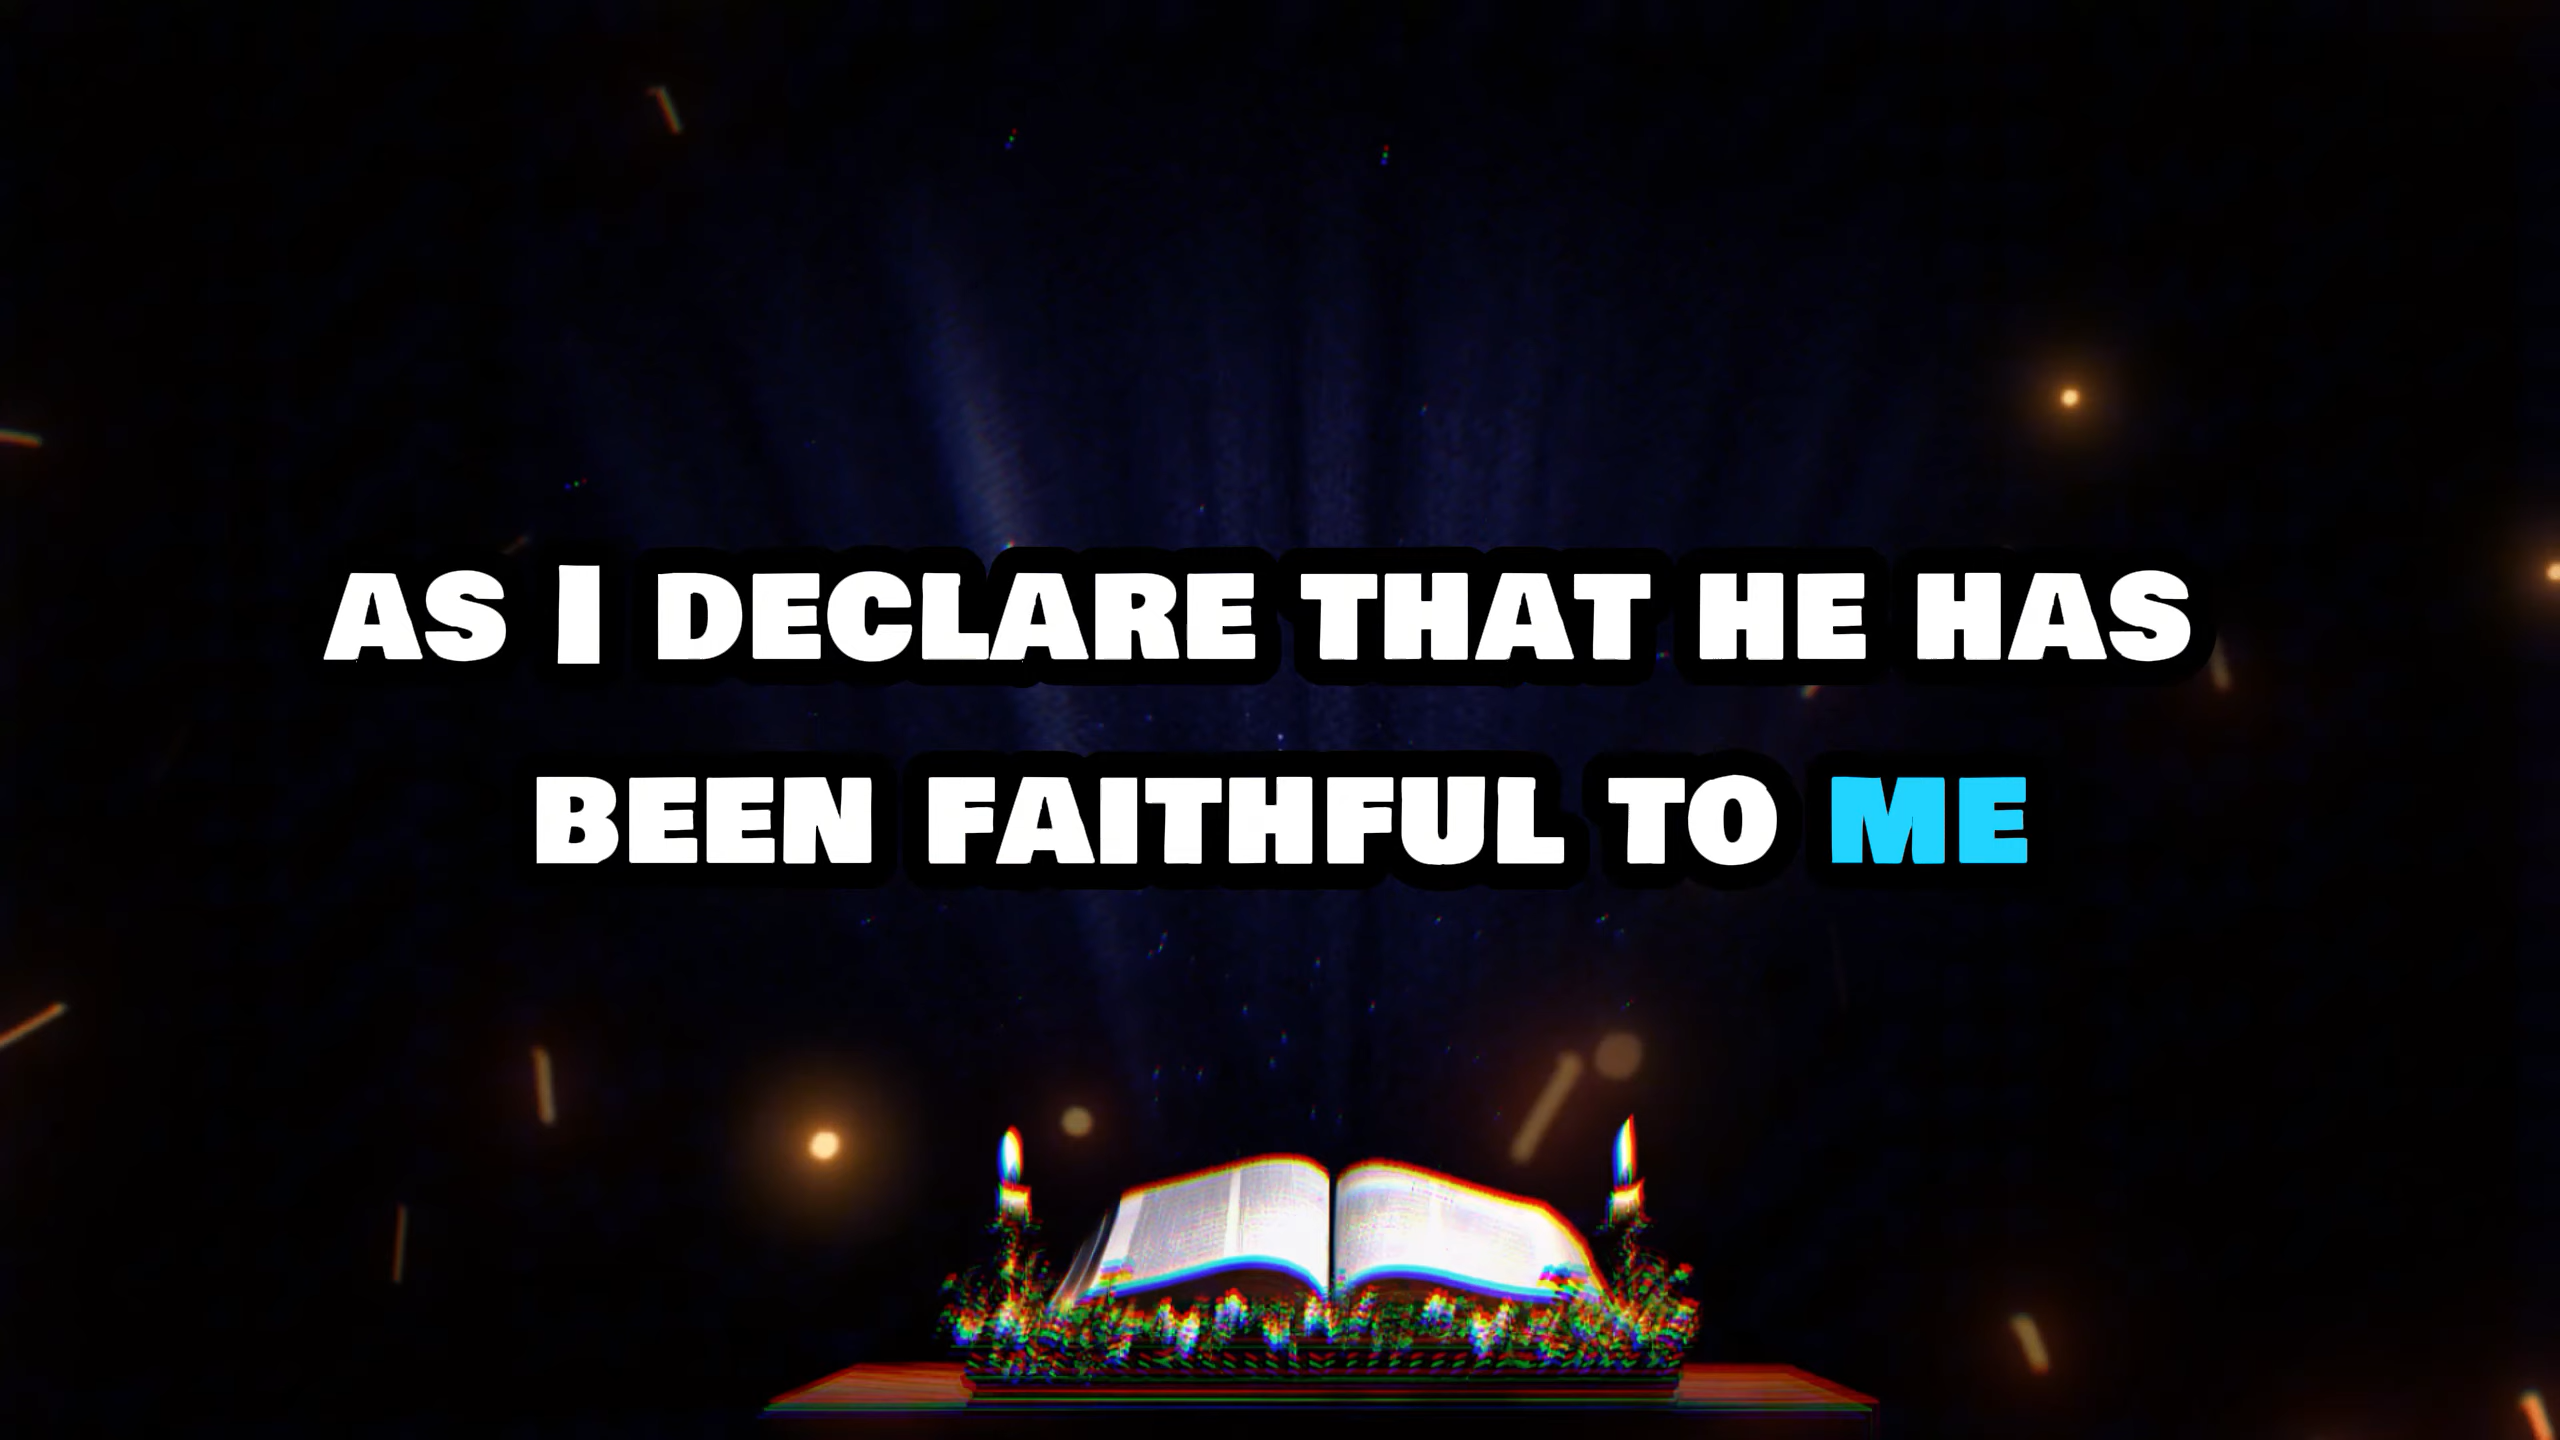 AS I DECLARE THAT HE HAS
BEEN FAITHFUL TO ME